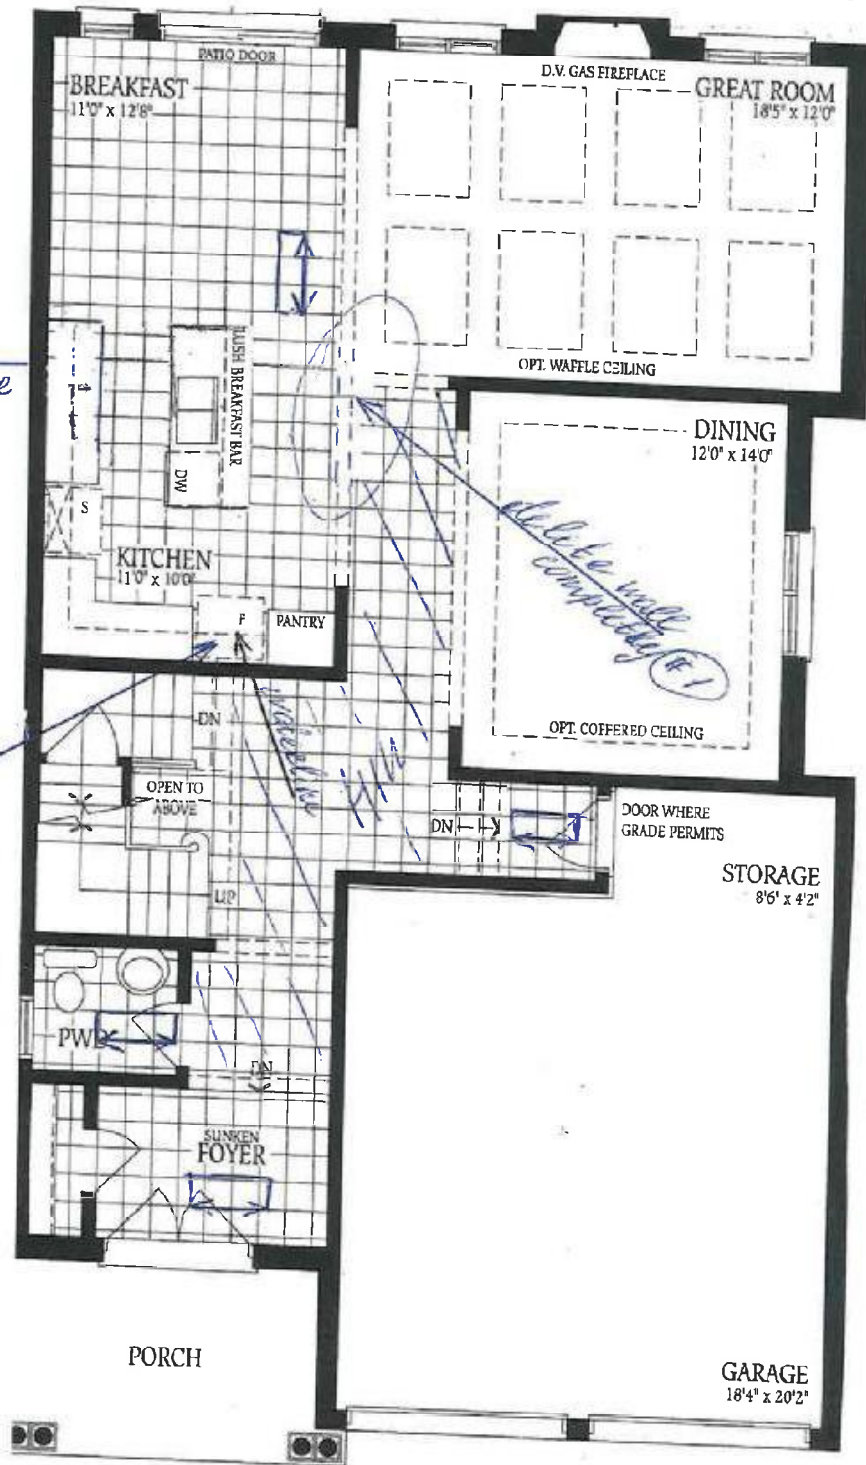 PATIO DOOR
BREAKFAST
11'0" x 12'8"
D.V. GAS FIREPLACE
GREAT ROOM
18'5" x 12'0"
FLUSH BREAKFAST BAR
OPT. WAFFLE CEILING
DW
S
KITCHEN
11'0" x 10'0"
F
PANTRY
DINING
12'0" x 14'0"
delete wall
completely #1
OPT. COFFERED CEILING
waterline
H/W
DN
OPEN TO
ABOVE
UP
DN
DOOR WHERE
GRADE PERMITS
STORAGE
8'6" x 4'2"
PWD
DN
SUNKEN
FOYER
PORCH
GARAGE
18'4" x 20'2"